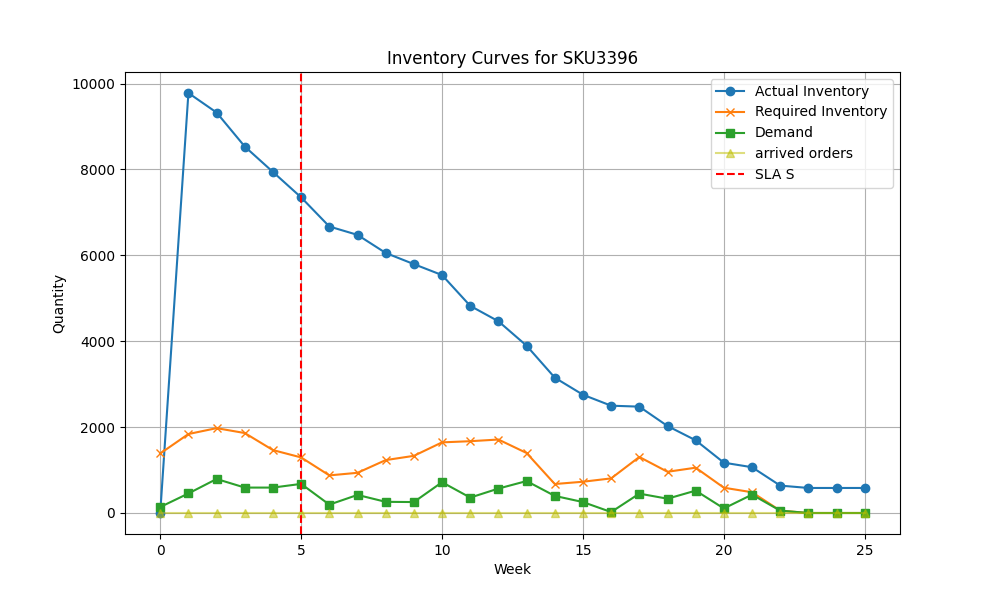 Inventory Curves for SKU3396
10000
8000
6000
4000
2000
0
Quantity
Actual Inventory
Required Inventory
Demand
arrived orders
SLA S
0 5 10 15 20 25
Week